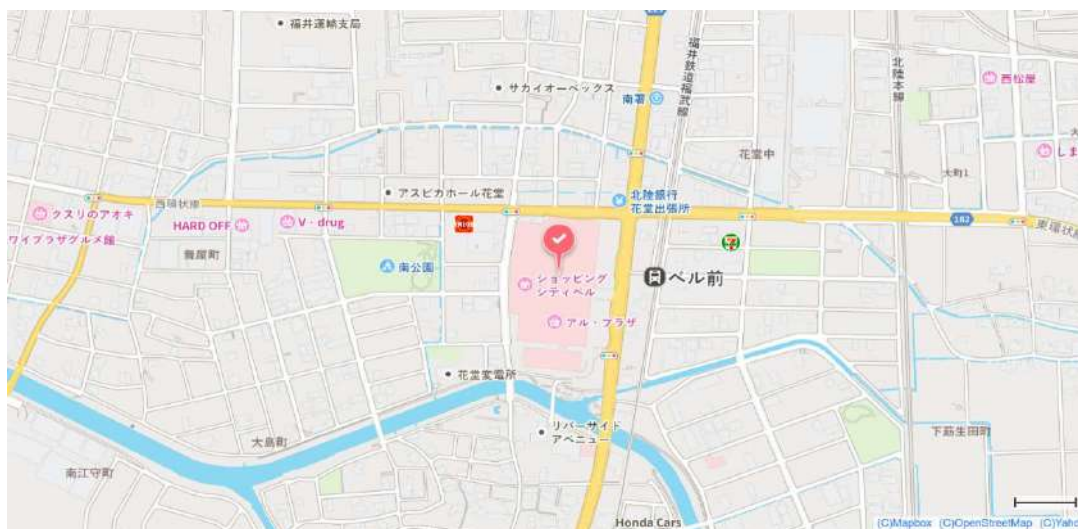 福井運輸支局
サカイオーベックス
南署
福井鉄道福武線
北陸本線
西松屋
花堂中
しま
大町1
アスピカホール花堂
北陸銀行
花堂出張所
西環状線
クスリのアオキ
HARD OFF
V・drug
182
東環状線
ワイプラザグルメ館
舞屋町
南公園
ショッピング
シティベル
ベル前
アル・プラザ
花堂変電所
リバーサイド
アベニュー
大島町
下莇生田町
南江守町
Honda Cars
(C)Mapbox (C)OpenStreetMap (C)Yah